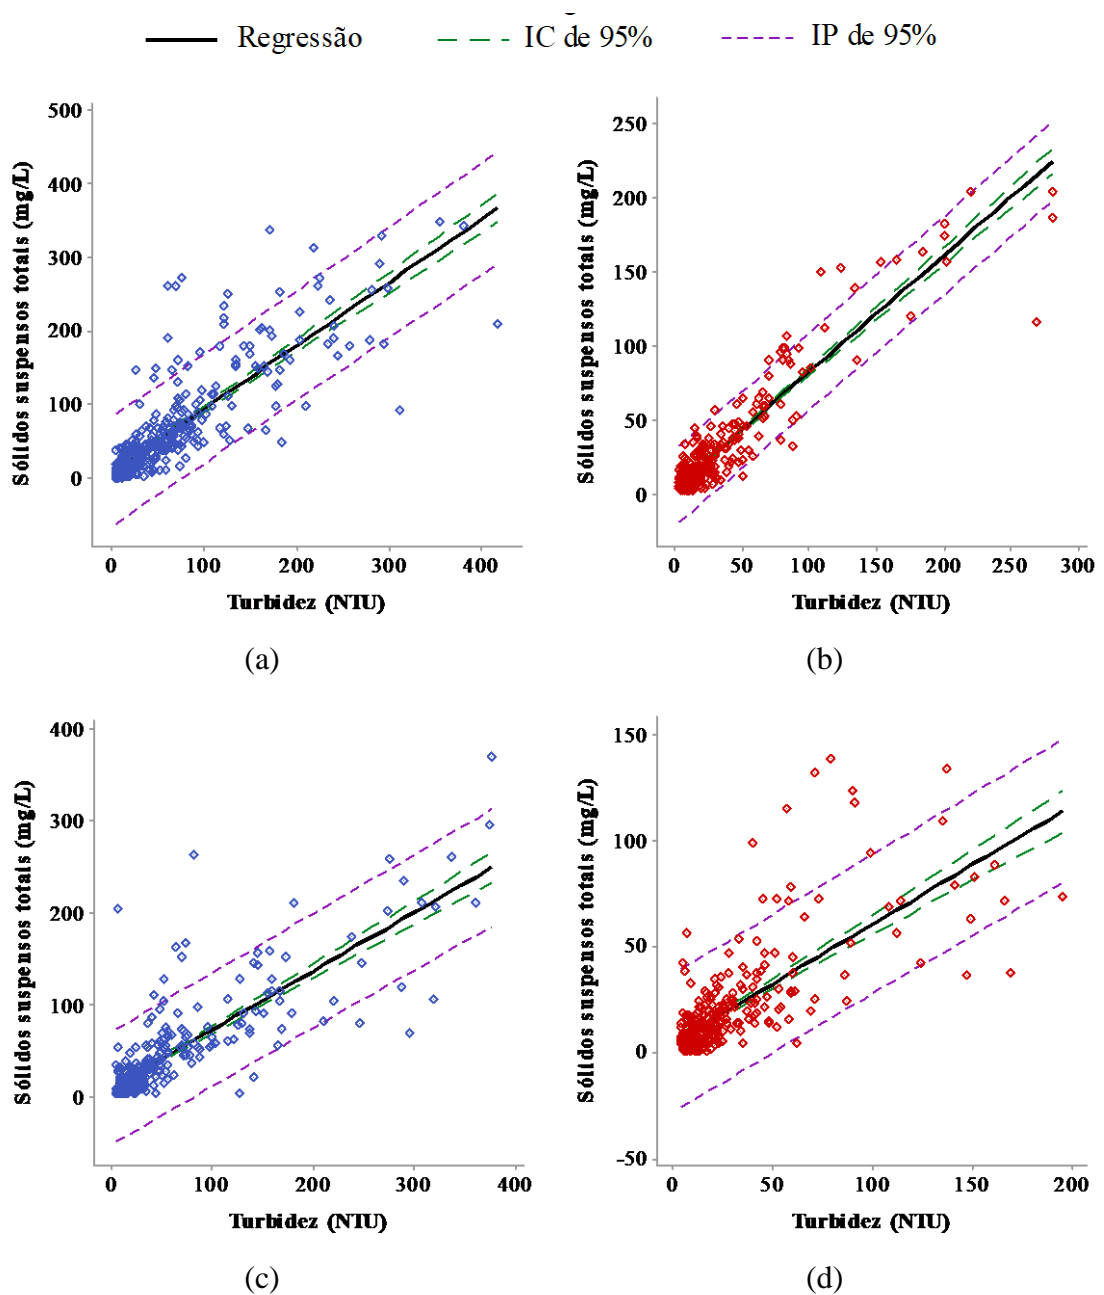 Regressão IC de 95% IP de 95%
500
400
300
200
100
0
Sólidos suspensos totais (mg/L)
0 100 200 300 400
Turbidez (NTU)
(a)
250
200
150
100
50
0
Sólidos suspensos totais (mg/L)
0 50 100 150 200 250 300
Turbidez (NTU)
(b)
400
300
200
100
0
Sólidos suspensos totais (mg/L)
0 100 200 300 400
Turbidez (NTU)
(c)
150
100
50
0
-50
Sólidos suspensos totais (mg/L)
0 50 100 150 200
Turbidez (NTU)
(d)